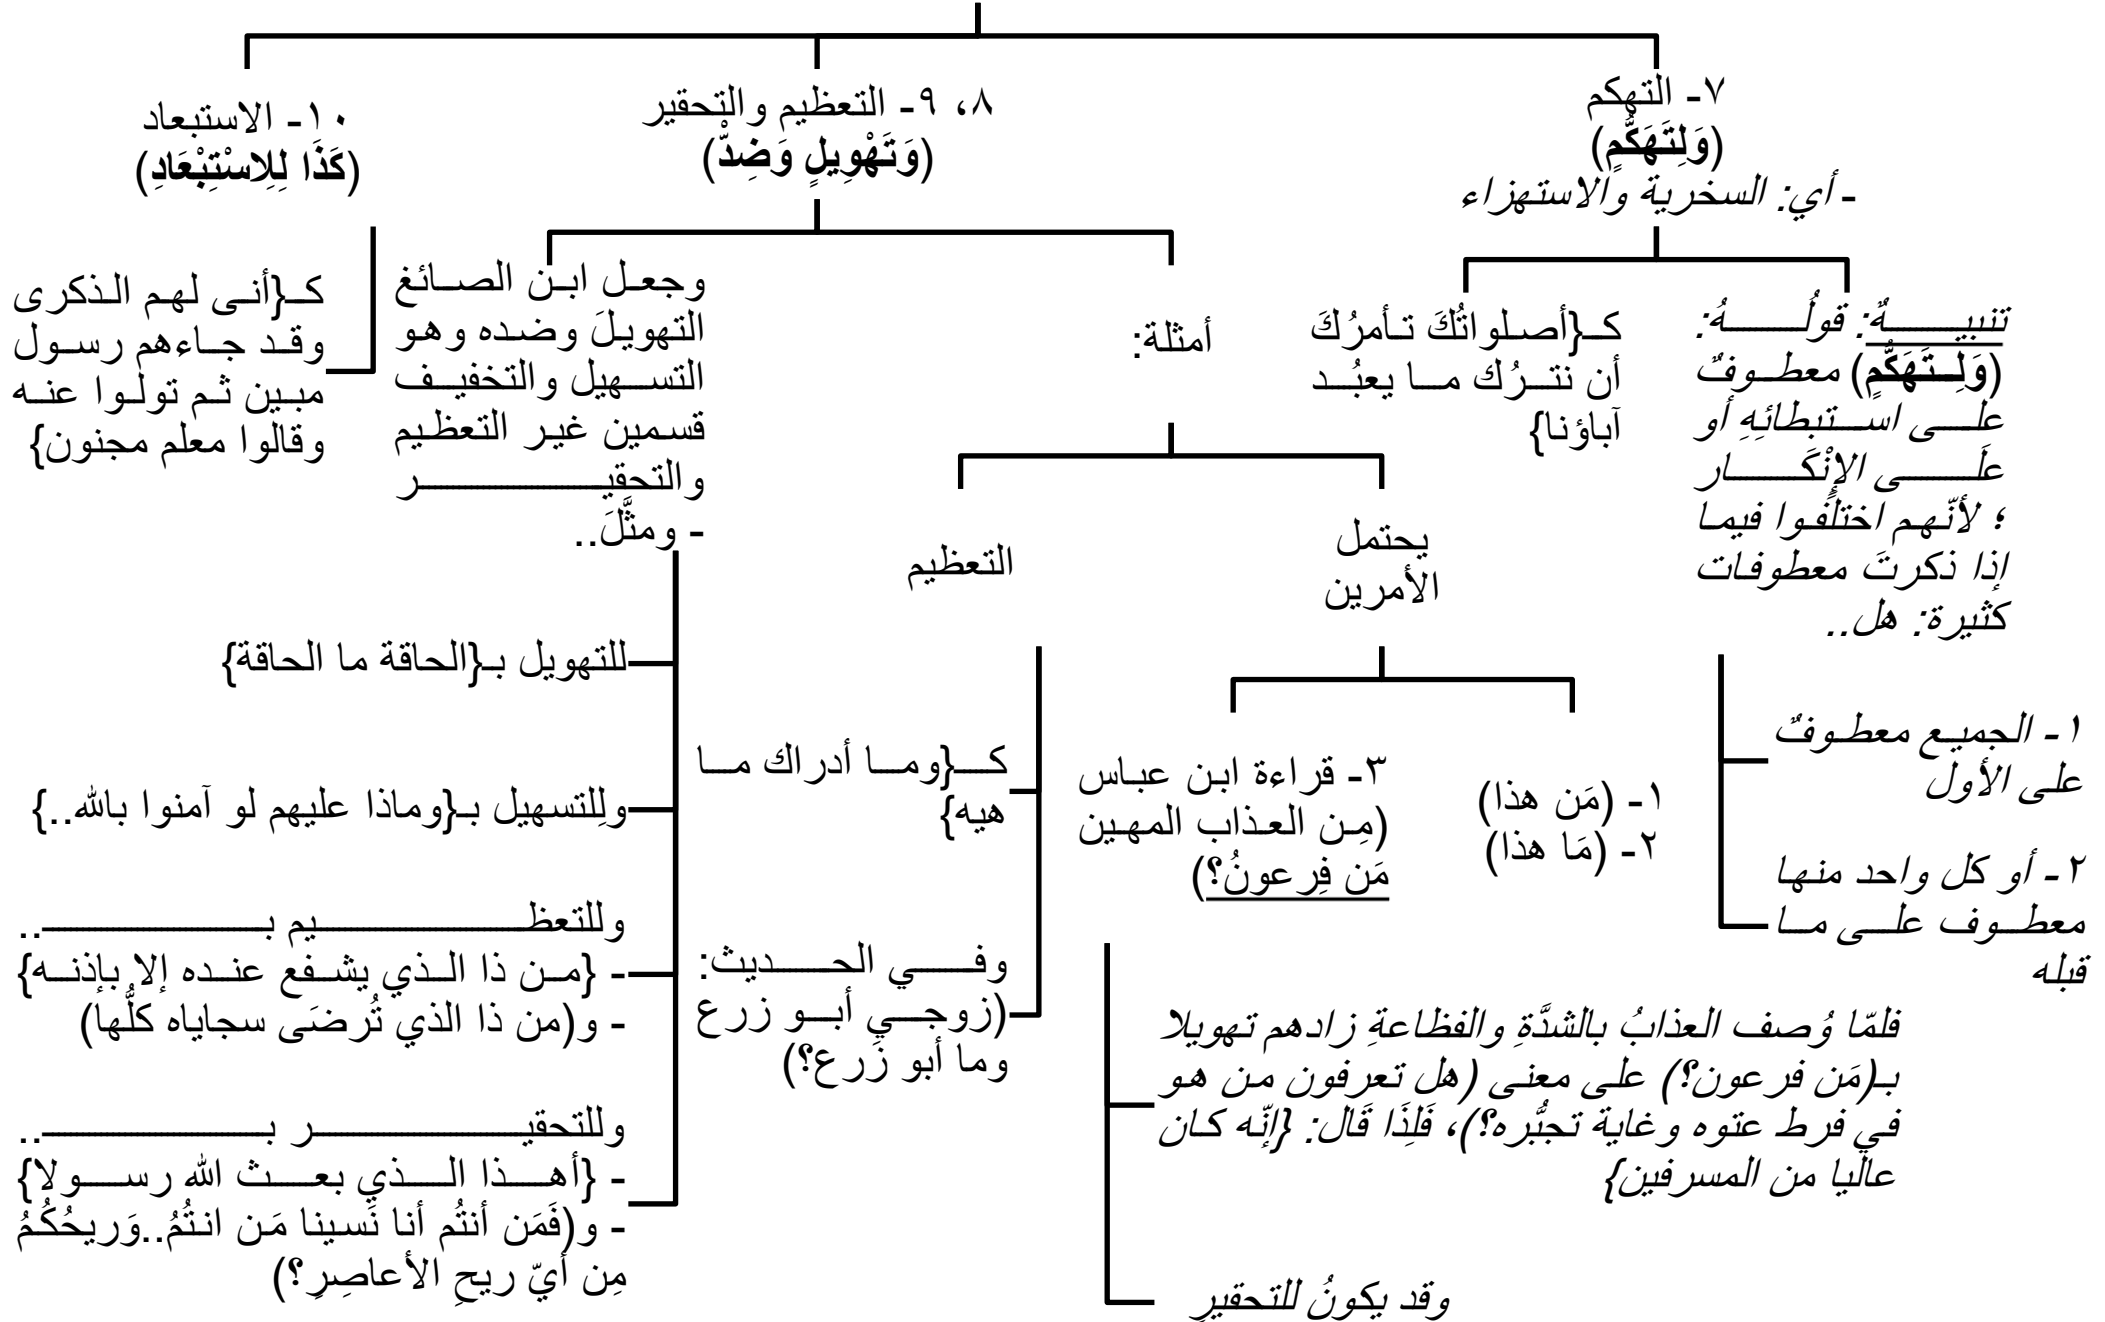 ٧- التهكم
(وَلِتَهَكُّمٍ)
- أي: السخرية والاستهزاء
تنبيهٌ: قولُهُ:
(وَلِتَهَكُّمٍ) معطوفٌ
على استبطائِهِ أو
عَلَى الإِنْكَار
؛ لأنّهم اختلفوا فيما
إذا ذكرتَ معطوفات
كثيرة: هل..
١- الجميع معطوفٌ
على الأول
٢- أو كل واحد منها
معطوف على ما
قبله
كـ{أصلواتُكَ تأمرُكَ
أن نترُك ما يعبُد
آباؤنا}
٨، ٩- التعظيم والتحقير
(وَتَهْوِيلٍ وَضِدّْ)
أمثلة:
يحتمل
الأمرين
١- (مَن هذا)
٢- (مَا هذا)
٣- قراءة ابن عباس
(مِن العذاب المهين
مَن فِرعونُ؟)
فلمّا وُصف العذابُ بالشدَّةِ والفظاعةِ زادهم تهويلا
بـ(مَن فرعون؟) على معنى (هل تعرفون من هو
في فرط عتوه وغاية تجبُّره؟)، فَلِذَا قَال: {إنّه كان
عاليا من المسرفين}
وقد يكونُ للتحقيرِ
التعظيم
كـ{وما أدراك ما
هيه}
وفي الحديث:
(زوجي أبو زرع
وما أبو زَرع؟)
وجعل ابن الصائغ
التهويلَ وضده وهو
التسهيل والتخفيف
قسمين غير التعظيم
والتحقير
- ومثَّلَ..
للتهويل بـ{الحاقة ما الحاقة}
ولِلتسهيل بـ{وماذا عليهم لو آمنوا بالله..}
وللتعظيم بـ..
- {من ذا الذي يشفع عنده إلا بإذنه}
- و(من ذا الذي تُرضَى سجاياه كلُّها)
وللتحقير بـ..
- {أهذا الذي بعث الله رسولا}
- و(فَمَن أنتُم أنا نَسينا مَن انتُمُ..وَريحُكُمُ
مِن أيّ ريحِ الأعاصِرِ؟)
١٠- الاستبعاد
(كَذَا لِلِاسْتِبْعَادِ)
كـ{أنى لهم الذكرى
وقد جاءهم رسول
مبين ثم تولوا عنه
وقالوا معلم مجنون}